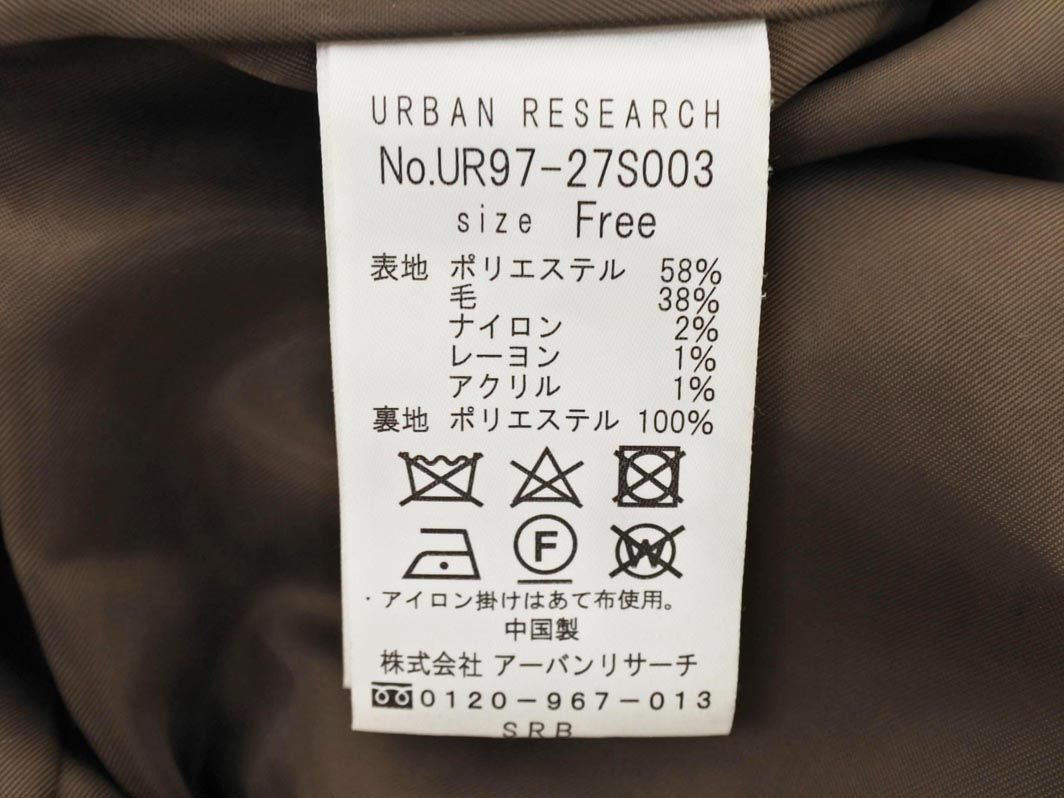 URBAN RESEARCH
No.UR97-27S003
size Free
表地 ポリエステル 58%
毛 38%
ナイロン 2%
レーヨン 1%
アクリル 1%
裏地 ポリエステル 100%
F W
・アイロン掛けはあて布使用。
中国製
株式会社 アーバンリサーチ
0120-967-013
SRB